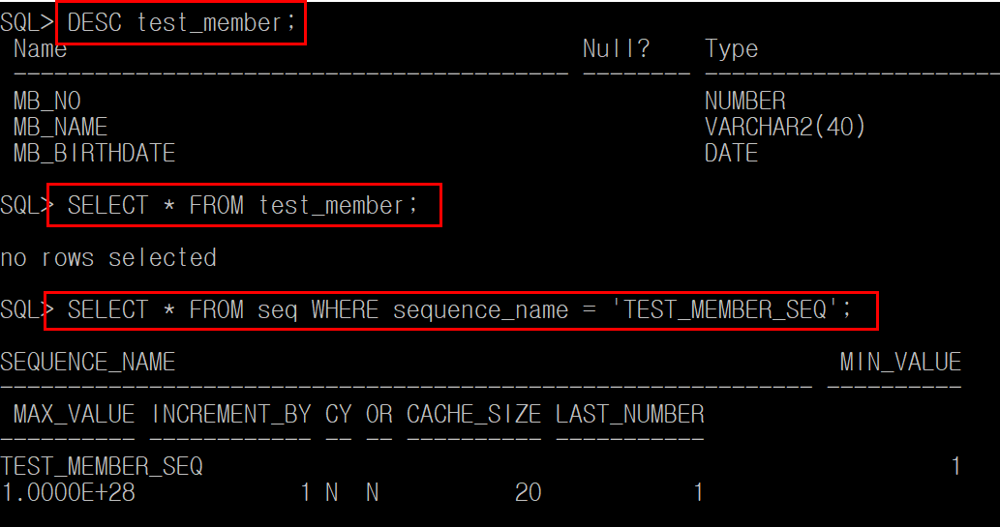 SQL> DESC test_member;
Name Null? Type
----------------------------------------- -------- ----------------------
MB_NO NUMBER
MB_NAME VARCHAR2(40)
MB_BIRTHDATE DATE
SQL> SELECT * FROM test_member;
no rows selected
SQL> SELECT * FROM seq WHERE sequence_name = 'TEST_MEMBER_SEQ';
SEQUENCE_NAME MIN_VALUE
------------------------------------------------------------ ----------
MAX_VALUE INCREMENT_BY CY OR CACHE_SIZE LAST_NUMBER
---------- ------------ -- -- ---------- -----------
TEST_MEMBER_SEQ 1
1.0000E+28 1 N N 20 1